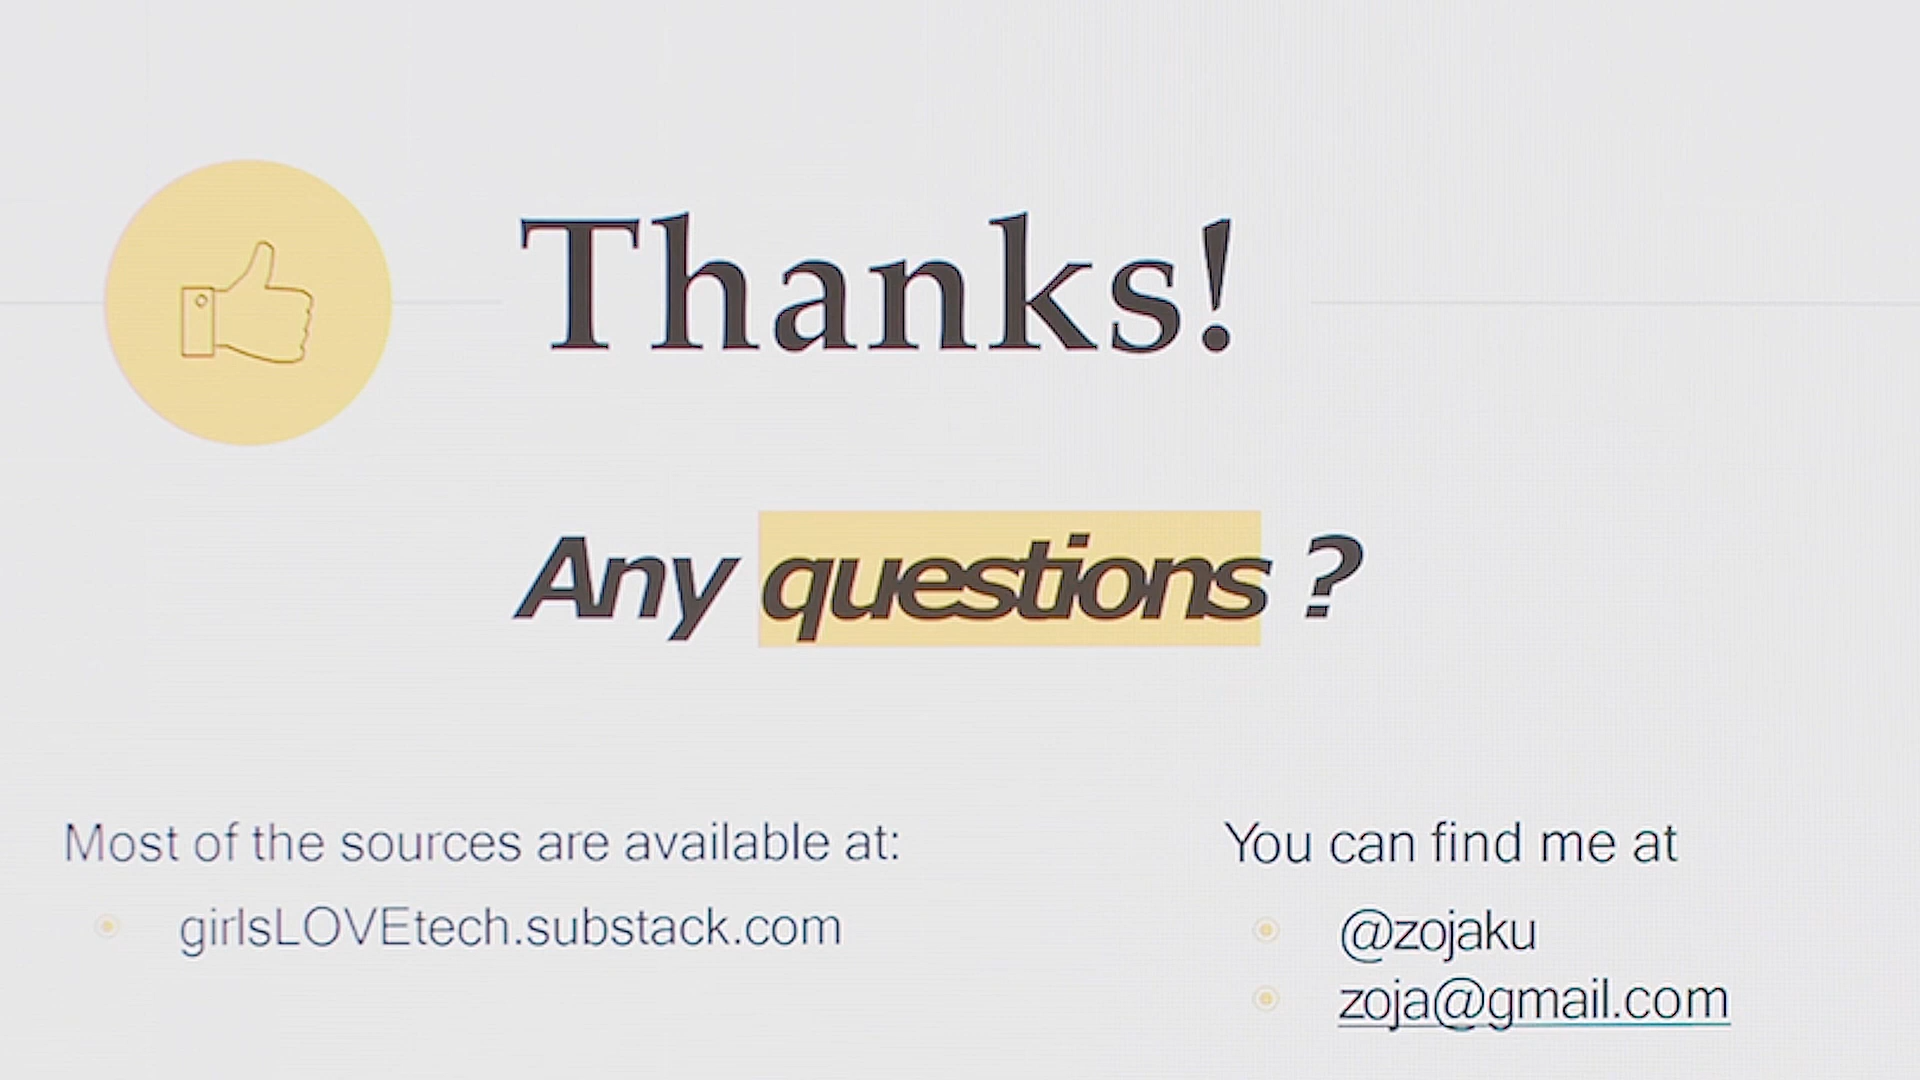 Thanks!
Any questions ?
Most of the sources are available at:
girlsLOVEtech.substack.com
You can find me at
@zojaku
zoja@gmail.com